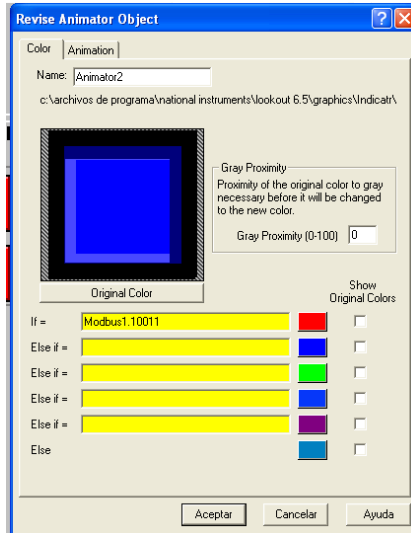 Revise Animator Object
Color Animation
Name: Animator2
c:\archivos de programa\national instruments\lookout 6.5\graphics\Indicatr\
Gray Proximity
Proximity of the original color to gray
necessary before it will be changed
to the new color.
Gray Proximity (0-100) 0
Original Color
Show
Original Colors
If = Modbus1.10011
Else if =
Else if =
Else if =
Else if =
Else
Aceptar Cancelar Ayuda